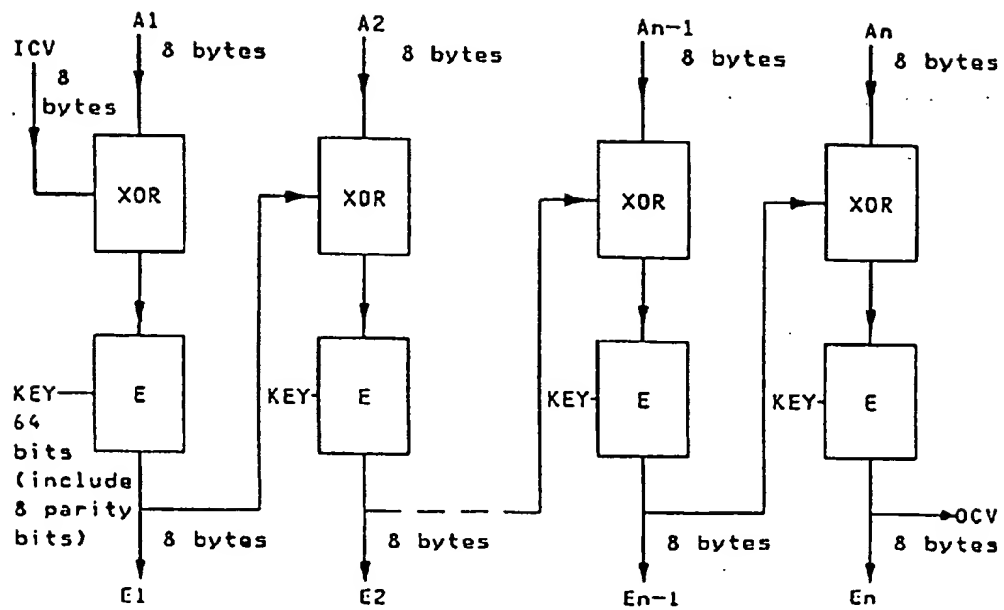 A1
A2
An-1
An
ICV
8 bytes
8 bytes
8 bytes
8 bytes
8
bytes
XOR
XOR
XOR
XOR
KEY
E
KEY
E
KEY
E
KEY
E
64
bits
(include
8 parity
bits)
OCV
8 bytes
8 bytes
8 bytes
8 bytes
E1
E2
En-1
En